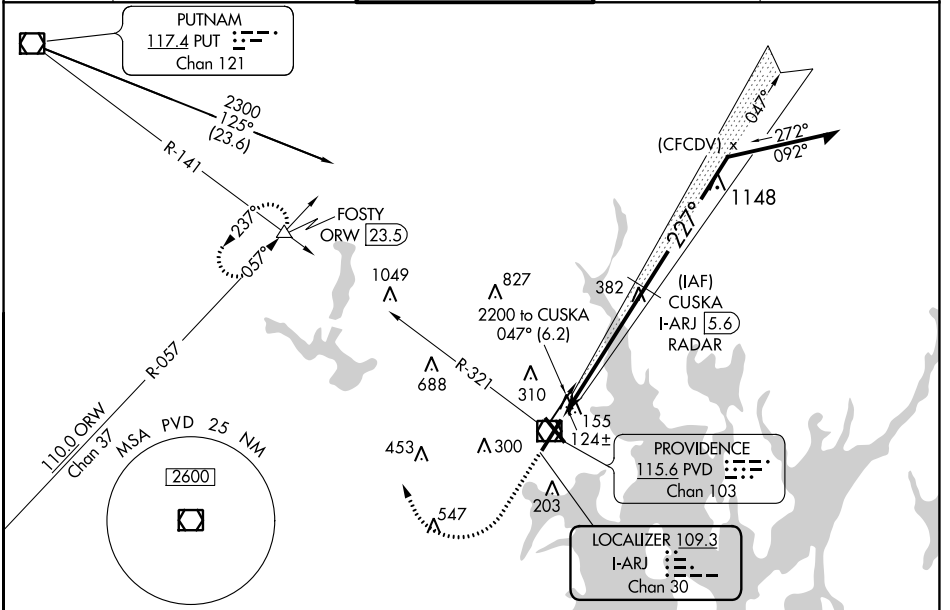 PUTNAM
117.4 PUT
Chan 121
2300
125°
(23.6)
R-141
047°
(CFCDV) x
272°
092°
1148
227°
237°
057°
FOSTY
ORW 23.5
1049
827
382
(IAF)
CUSKA
I-ARJ 5.6
RADAR
2200 to CUSKA
047° (6.2)
R-321
R-057
688
310
155
124±
110.0 ORW
Chan 37
MSA PVD 25 NM
2600
453
300
PROVIDENCE
115.6 PVD
Chan 103
203
547
LOCALIZER 109.3
I-ARJ
Chan 30